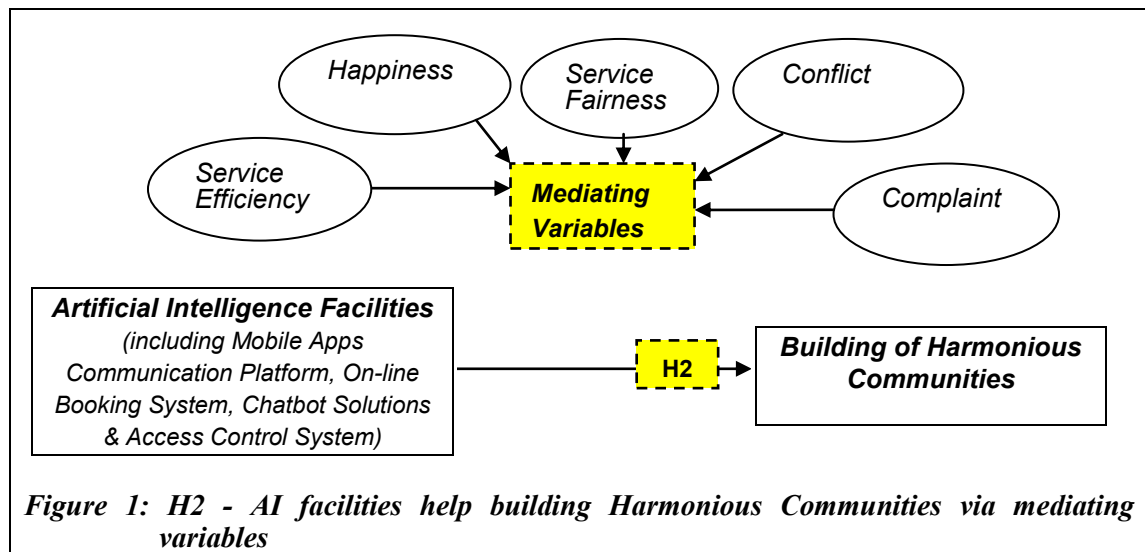 Happiness
Service
Fairness
Conflict
Service
Efficiency
Mediating
Variables
Complaint
Artificial Intelligence Facilities
(including Mobile Apps
Communication Platform, On-line
Booking System, Chatbot Solutions
& Access Control System)
H2
Building of Harmonious
Communities
Figure 1: H2 - AI facilities help building Harmonious Communities via mediating
variables